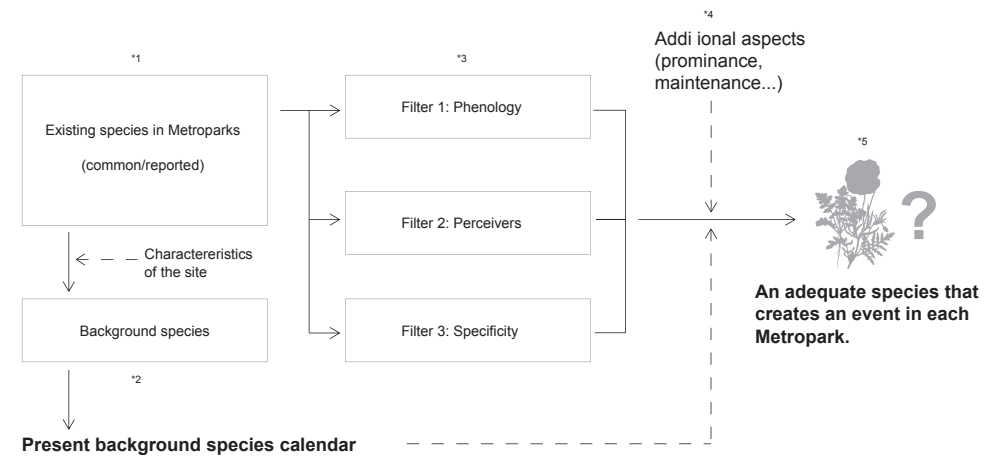 *1
Existing species in Metroparks
(common/reported)
Charactereristics
of the site
Background species
*2
Present background species calendar
*3
Filter 1: Phenology
Filter 2: Perceivers
Filter 3: Specificity
*4
Addi ional aspects
(prominance,
maintenance...)
*5
?
An adequate species that
creates an event in each
Metropark.